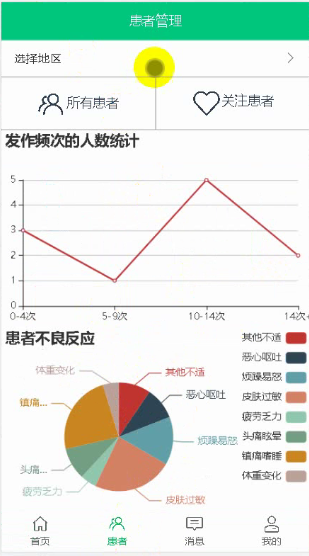 患者管理
选择地区
所有患者
关注患者
发作频次的人数统计
5
4
3
2
1
0
0-4次
5-9次
10-14次
14次+
患者不良反应
其他不适
恶心呕吐
烦躁易怒
皮肤过敏
疲劳乏力
头痛眩晕
镇痛嗜睡
体重变化
体重变化
其他不适
镇痛...
恶心呕吐
烦躁易怒
头痛...
疲劳乏力
皮肤过敏
首页
患者
消息
我的